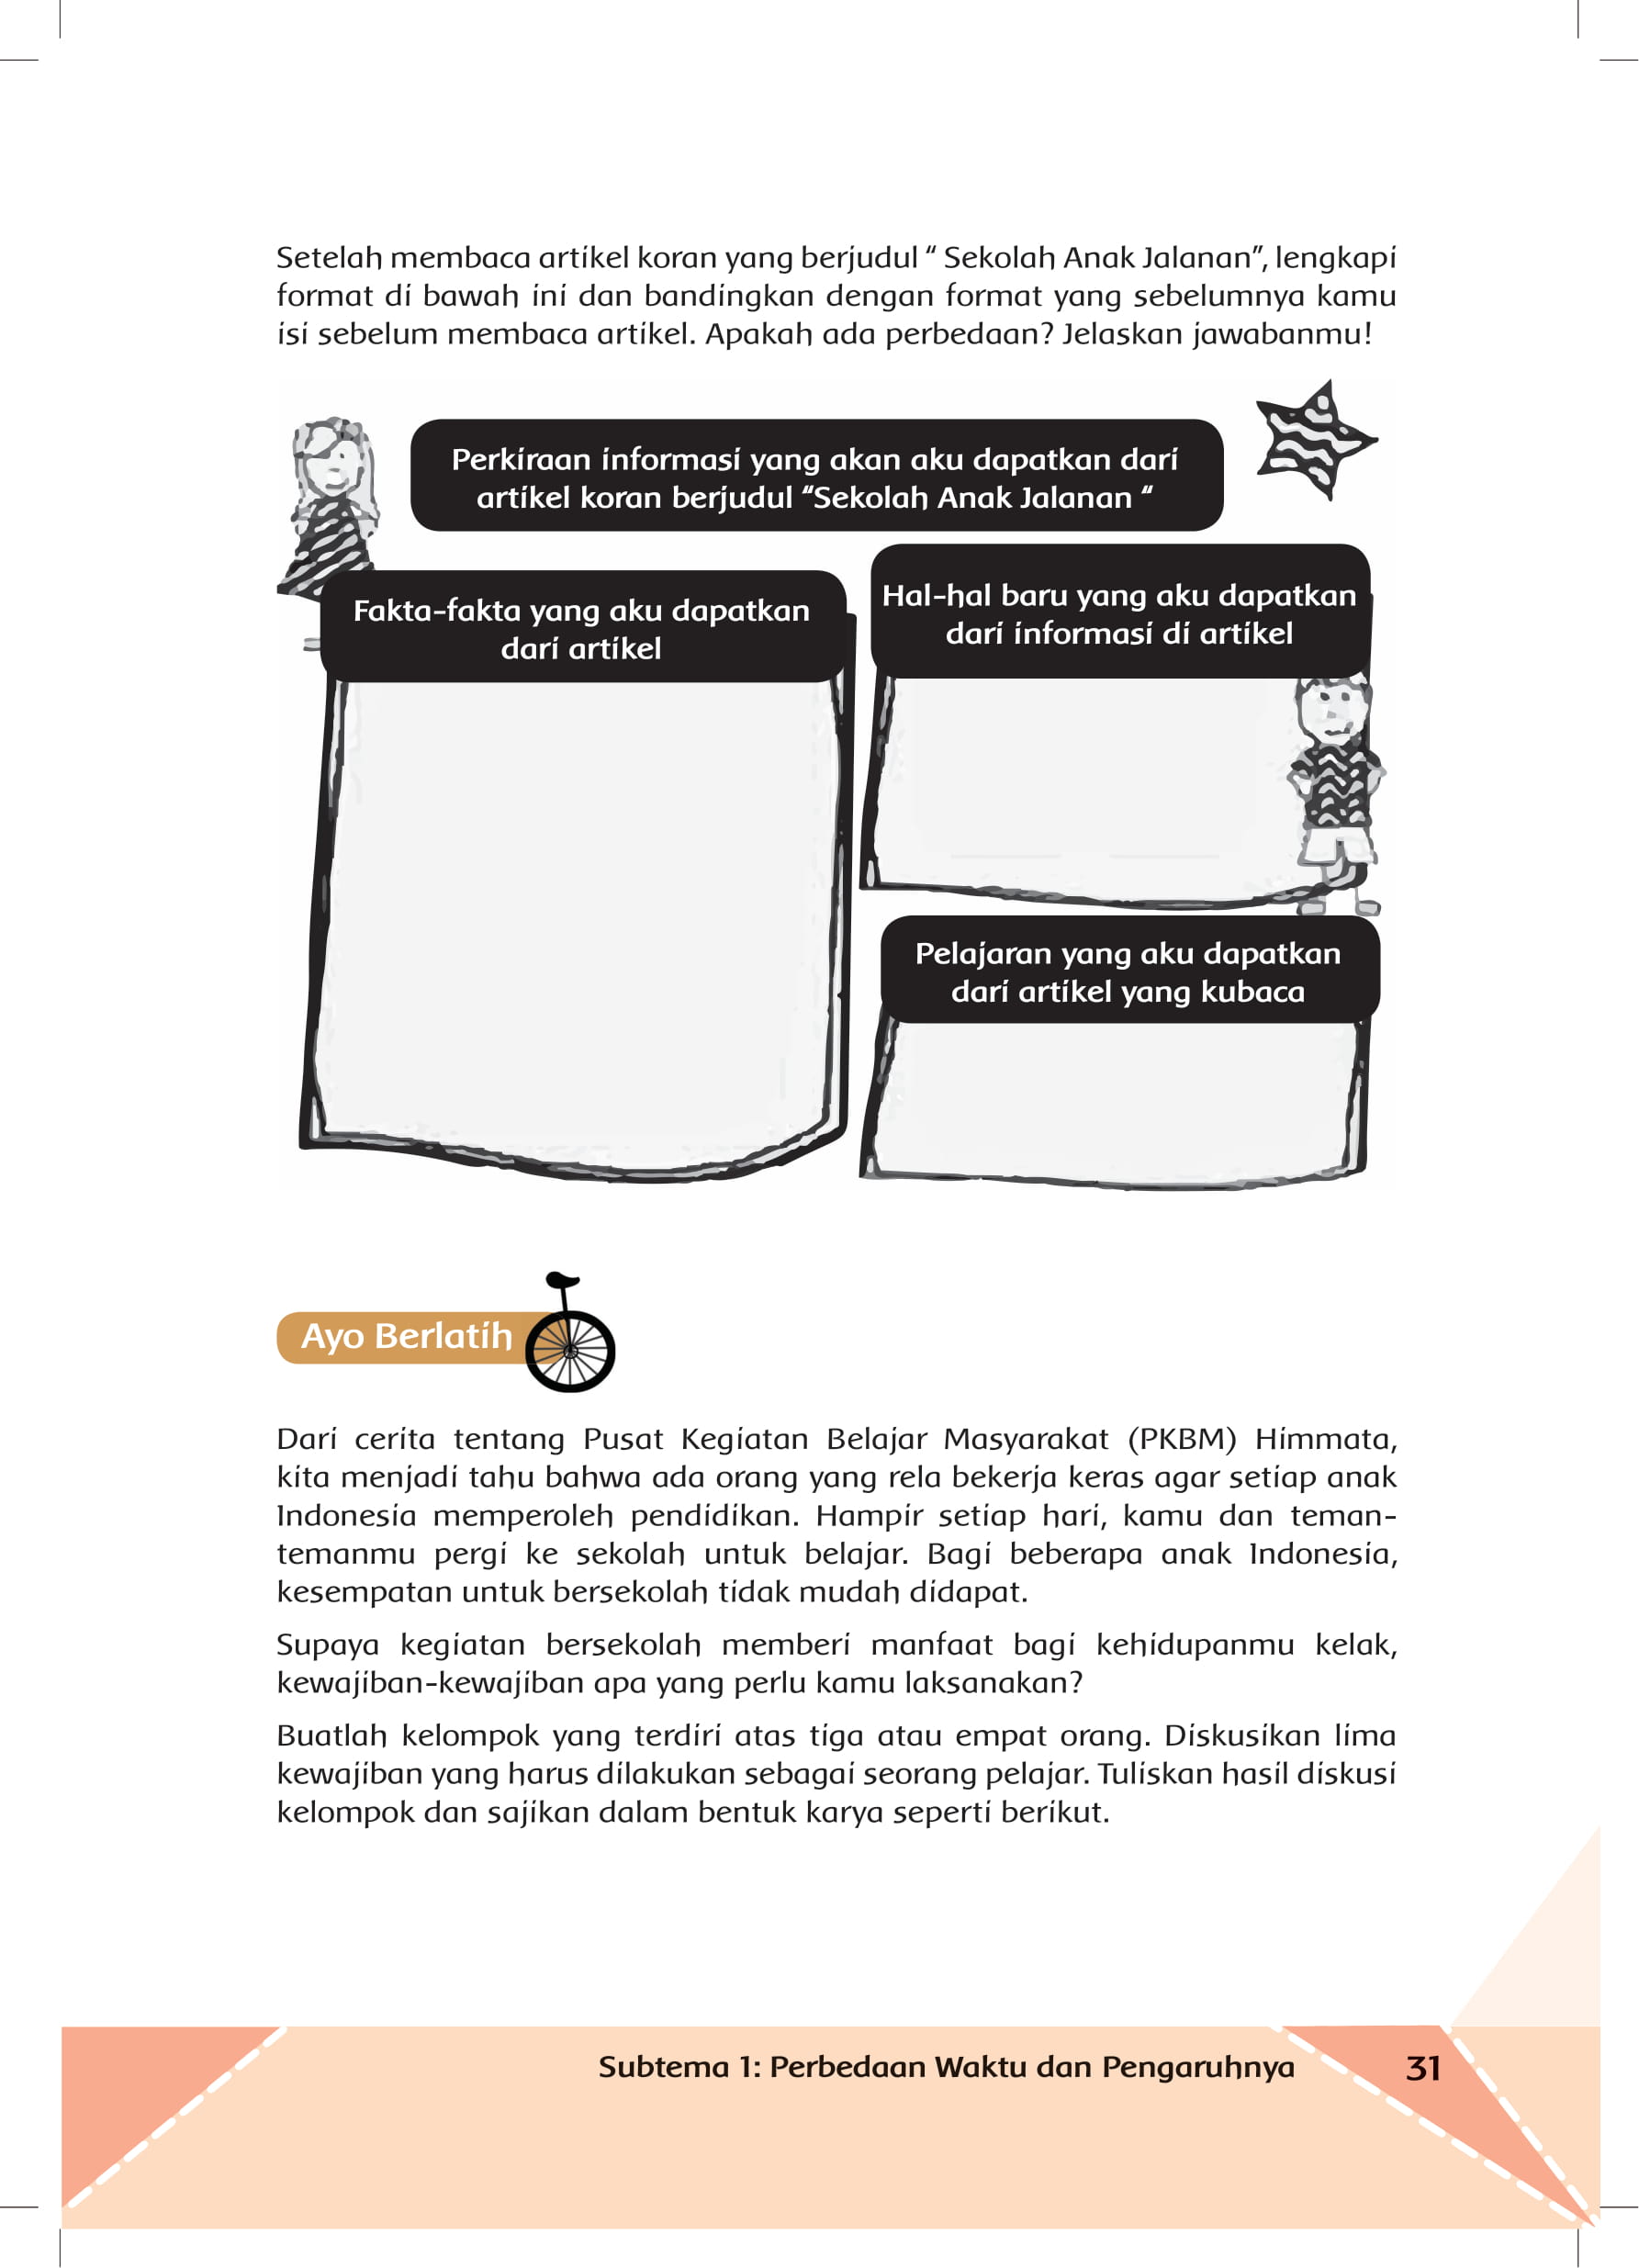 Setelah membaca artikel koran yang berjudul “ Sekolah Anak Jalanan”, lengkapi
format di bawah ini dan bandingkan dengan format yang sebelumnya kamu
isi sebelum membaca artikel. Apakah ada perbedaan? Jelaskan jawabanmu!
Perkiraan informasi yang akan aku dapatkan dari
artikel koran berjudul “Sekolah Anak Jalanan “
Fakta-fakta yang aku dapatkan
dari artikel
Hal-hal baru yang aku dapatkan
dari informasi di artikel
Pelajaran yang aku dapatkan
dari artikel yang kubaca
Ayo Berlatih
Dari cerita tentang Pusat Kegiatan Belajar Masyarakat (PKBM) Himmata,
kita menjadi tahu bahwa ada orang yang rela bekerja keras agar setiap anak
Indonesia memperoleh pendidikan. Hampir setiap hari, kamu dan teman-
temanmu pergi ke sekolah untuk belajar. Bagi beberapa anak Indonesia,
kesempatan untuk bersekolah tidak mudah didapat.
Supaya kegiatan bersekolah memberi manfaat bagi kehidupanmu kelak,
kewajiban-kewajiban apa yang perlu kamu laksanakan?
Buatlah kelompok yang terdiri atas tiga atau empat orang. Diskusikan lima
kewajiban yang harus dilakukan sebagai seorang pelajar. Tuliskan hasil diskusi
kelompok dan sajikan dalam bentuk karya seperti berikut.
Subtema 1: Perbedaan Waktu dan Pengaruhnya
31